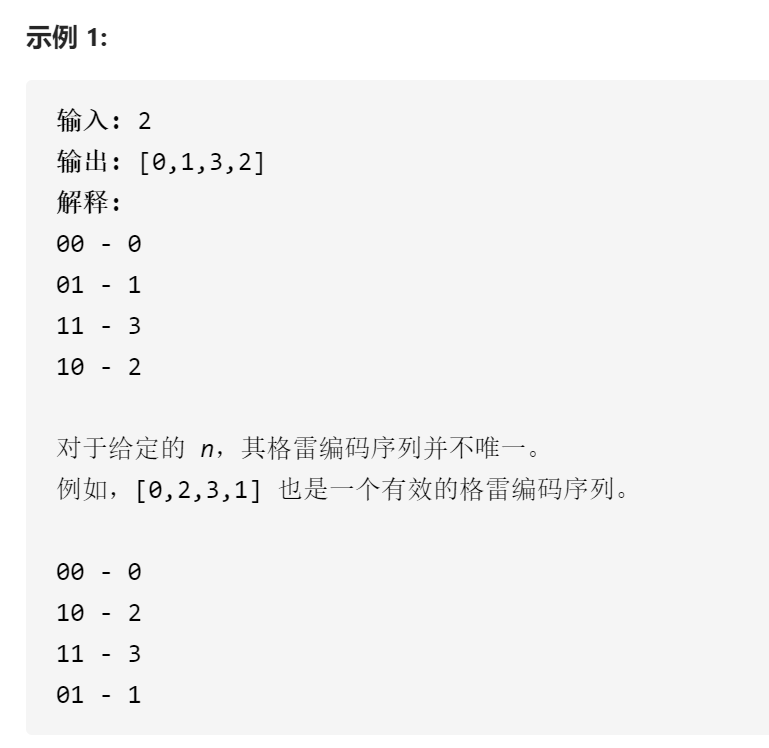 示例 1:
输入: 2
输出: [0,1,3,2]
解释:
00 - 0
01 - 1
11 - 3
10 - 2
对于给定的 n，其格雷编码序列并不唯一。
例如，[0,2,3,1] 也是一个有效的格雷编码序列。
00 - 0
10 - 2
11 - 3
01 - 1